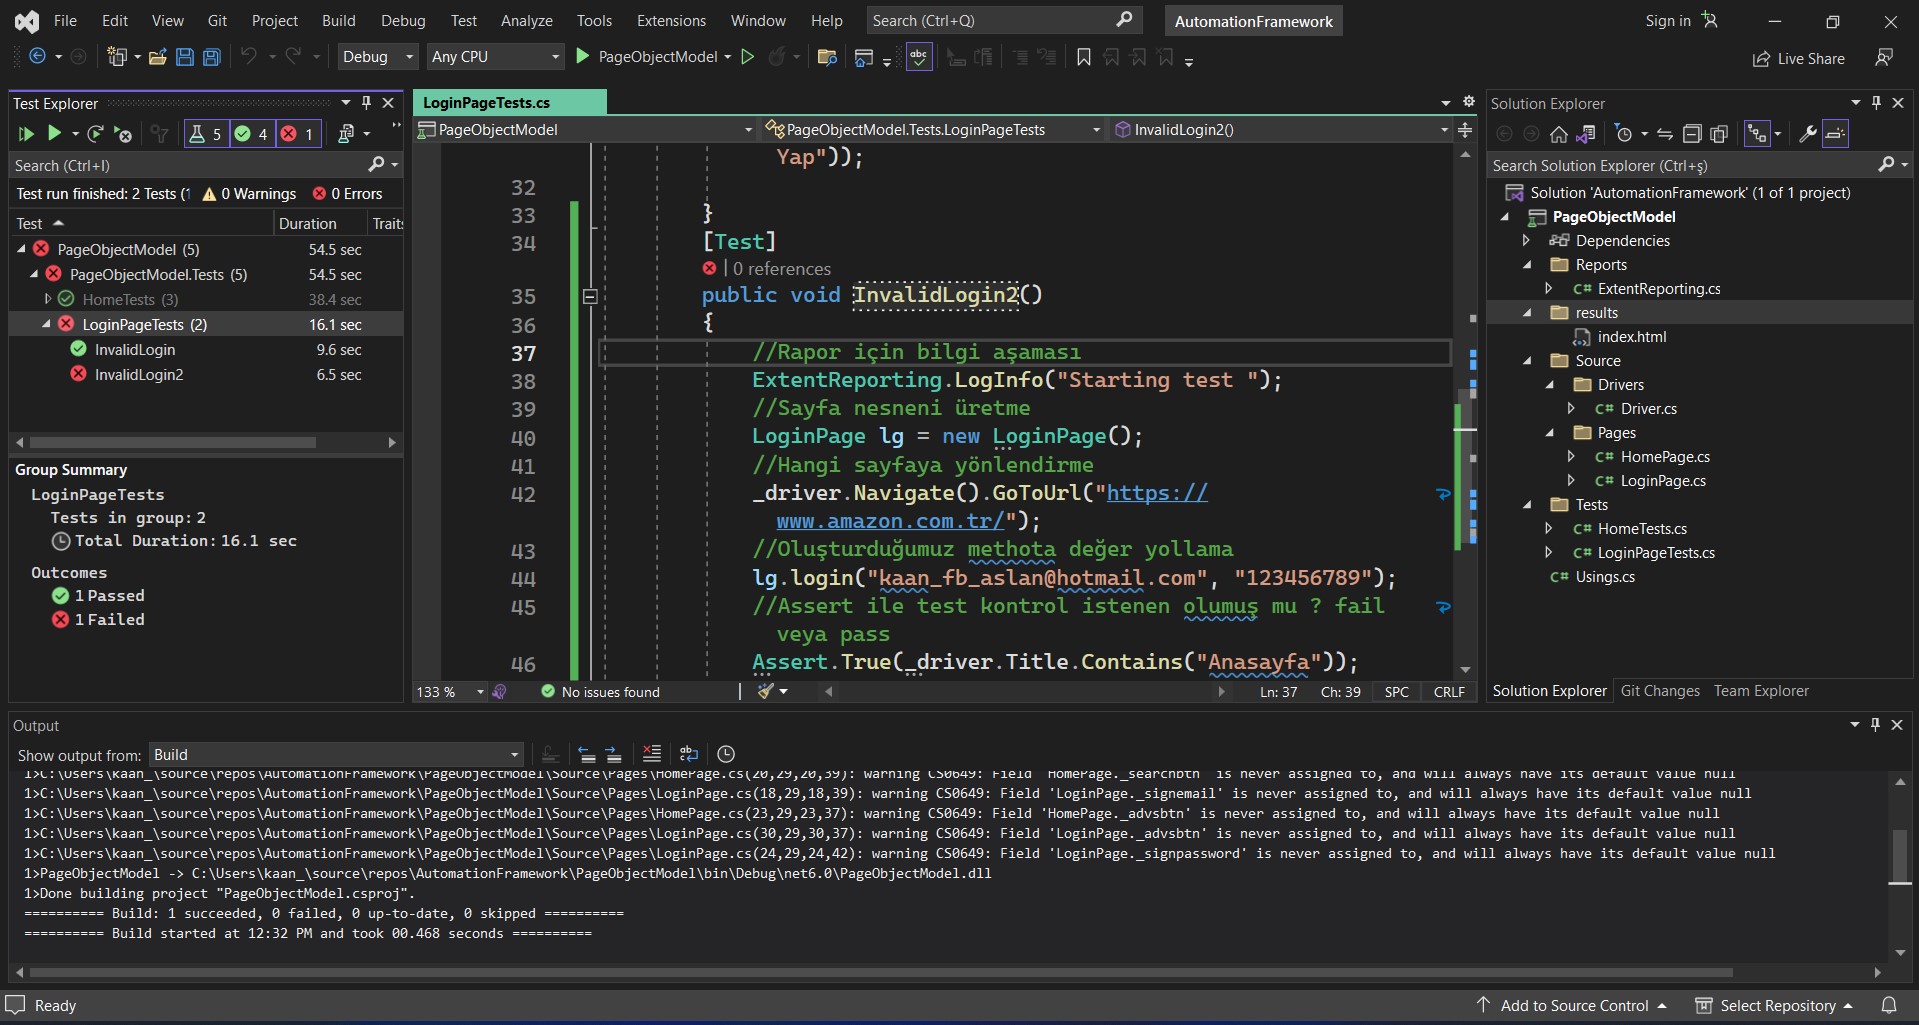 File Edit View Git Project Build Debug Test Analyze Tools Extensions Window Help Search (Ctrl+Q) AutomationFramework Sign in
Debug Any CPU PageObjectModel Live Share
Test Explorer
5 4 1
Search (Ctrl+I)
Test run finished: 2 Tests (1 0 Warnings 0 Errors
Test Duration Traits
PageObjectModel (5) 54.5 sec
PageObjectModel.Tests (5) 54.5 sec
HomeTests (3) 38.4 sec
LoginPageTests (2) 16.1 sec
InvalidLogin 9.6 sec
InvalidLogin2 6.5 sec
Group Summary
LoginPageTests
Tests in group: 2
Total Duration: 16.1 sec
Outcomes
1 Passed
1 Failed
LoginPageTests.cs
PageObjectModel PageObjectModel.Tests.LoginPageTests InvalidLogin2()
Yap"));
32
33 }
34 [Test]
| 0 references
35 public void InvalidLogin2()
36 {
37 //Rapor için bilgi aşaması
38 ExtentReporting.LogInfo("Starting test ");
39 //Sayfa nesneni üretme
40 LoginPage lg = new LoginPage();
41 //Hangi sayfaya yönlendirme
42 _driver.Navigate().GoToUrl("https://
www.amazon.com.tr/");
43 //Oluşturduğumuz methota değer yollama
44 lg.login("kaan_fb_aslan@hotmail.com", "123456789");
45 //Assert ile test kontrol istenen olumuş mu ? fail
veya pass
46 Assert.True(_driver.Title.Contains("Anasayfa"));
133 % No issues found Ln: 37 Ch: 39 SPC CRLF
Solution Explorer
Search Solution Explorer (Ctrl+ş)
Solution 'AutomationFramework' (1 of 1 project)
PageObjectModel
Dependencies
Reports
C# ExtentReporting.cs
results
index.html
Source
Drivers
C# Driver.cs
Pages
C# HomePage.cs
C# LoginPage.cs
Tests
C# HomeTests.cs
C# LoginPageTests.cs
C# Usings.cs
Solution Explorer Git Changes Team Explorer
Output
Show output from: Build
1>C:\Users\kaan_\source\repos\AutomationFramework\PageObjectModel\Source\Pages\HomePage.cs(20,29,20,39): warning CS0649: Field 'HomePage._searchbtn' is never assigned to, and will always have its default value null
1>C:\Users\kaan_\source\repos\AutomationFramework\PageObjectModel\Source\Pages\LoginPage.cs(18,29,18,39): warning CS0649: Field 'LoginPage._signemail' is never assigned to, and will always have its default value null
1>C:\Users\kaan_\source\repos\AutomationFramework\PageObjectModel\Source\Pages\HomePage.cs(23,29,23,37): warning CS0649: Field 'HomePage._advsbtn' is never assigned to, and will always have its default value null
1>C:\Users\kaan_\source\repos\AutomationFramework\PageObjectModel\Source\Pages\LoginPage.cs(30,29,30,37): warning CS0649: Field 'LoginPage._advsbtn' is never assigned to, and will always have its default value null
1>C:\Users\kaan_\source\repos\AutomationFramework\PageObjectModel\Source\Pages\LoginPage.cs(24,29,24,42): warning CS0649: Field 'LoginPage._signpassword' is never assigned to, and will always have its default value null
1>PageObjectModel -> C:\Users\kaan_\source\repos\AutomationFramework\PageObjectModel\bin\Debug\net6.0\PageObjectModel.dll
1>Done building project "PageObjectModel.csproj".
========== Build: 1 succeeded, 0 failed, 0 up-to-date, 0 skipped ==========
========== Build started at 12:32 PM and took 00.468 seconds ==========
Ready Add to Source Control Select Repository